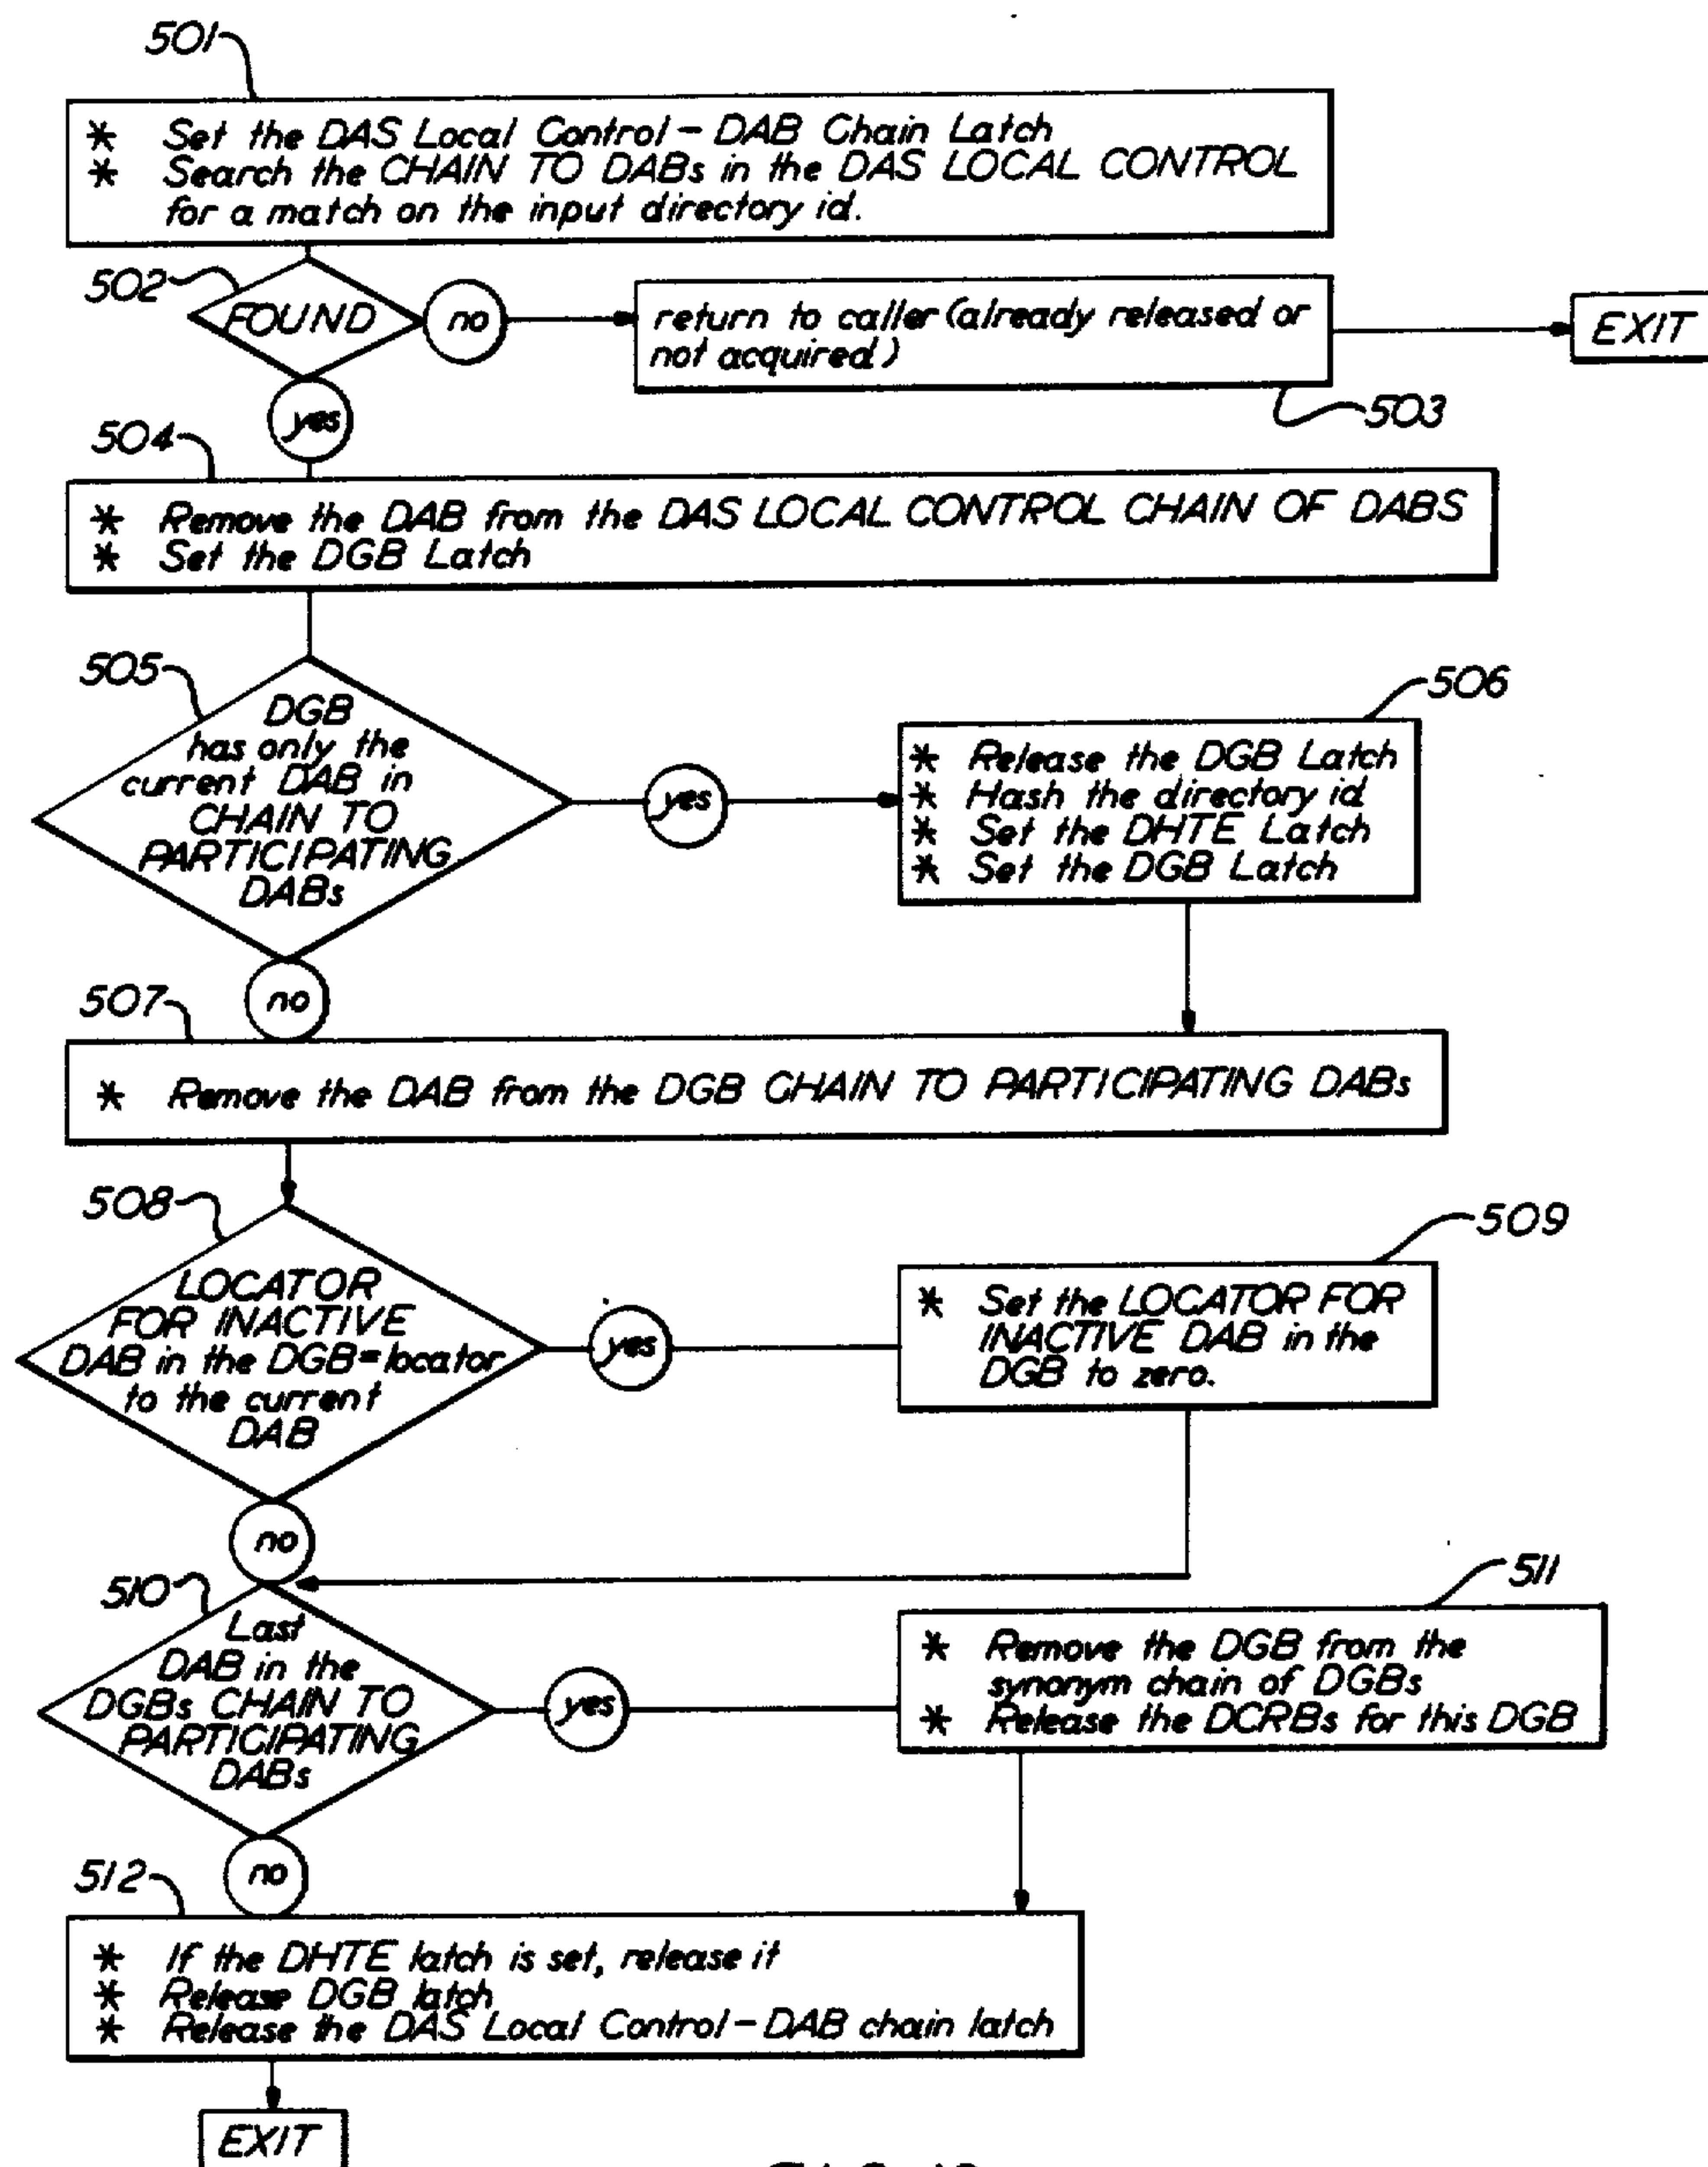 501
* Set the DAS Local Control - DAB Chain Latch
* Search the CHAIN TO DABs in the DAS LOCAL CONTROL
for a match on the input directory id.
502
FOUND
no
return to caller (already released or
not acquired)
EXIT
503
yes
504
* Remove the DAB from the DAS LOCAL CONTROL CHAIN OF DABS
* Set the DGB Latch
505
DGB
has only the
current DAB in
CHAIN TO
PARTICIPATING
DABs
yes
506
* Release the DGB Latch
* Hash the directory id
* Set the DHTE Latch
* Set the DGB Latch
no
507
* Remove the DAB from the DGB CHAIN TO PARTICIPATING DABs
508
LOCATOR
FOR INACTIVE
DAB in the DGB=locator
to the current
DAB
yes
509
* Set the LOCATOR FOR
INACTIVE DAB in the
DGB to zero.
no
510
Last
DAB in the
DGBs CHAIN TO
PARTICIPATING
DABs
yes
511
* Remove the DGB from the
synonym chain of DGBs
* Release the DCRBs for this DGB
no
512
* If the DHTE latch is set, release it
* Release DGB latch
* Release the DAS Local Control - DAB chain latch
EXIT